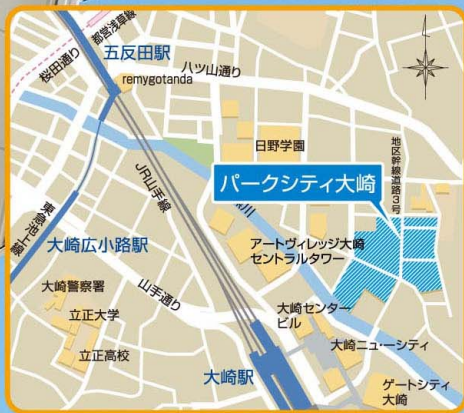 都営浅草線
五反田駅
桜田通り
remygotanda
八ツ山通り
日野学園
地区幹線道路3号
パークシティ大崎
JR山手線
川
東急池上線
大崎広小路駅
アートヴィレッジ大崎
セントラルタワー
山手通り
大崎警察署
立正大学
立正高校
大崎センター
ビル
大崎ニューシティ
大崎駅
ゲートシティ
大崎